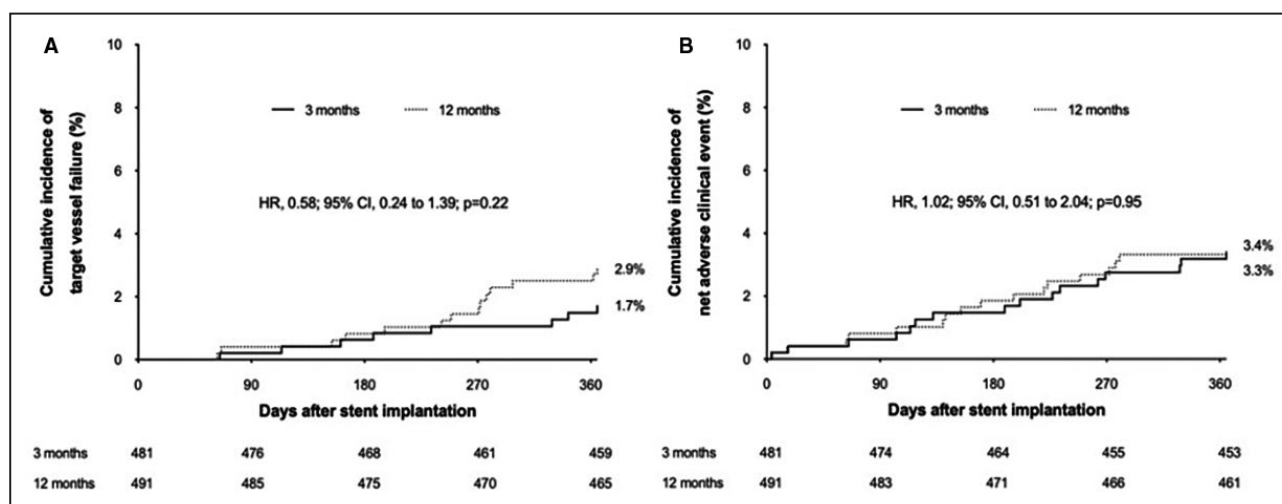 A
Cumulative incidence of
target vessel failure (%)
10
8
6
4
2
0
3 months
12 months
HR, 0.58; 95% CI, 0.24 to 1.39; p=0.22
2.9%
1.7%
0 90 180 270 360
Days after stent implantation
3 months 481 476 468 461 459
12 months 491 485 475 470 465
B
Cumulative incidence of
net adverse clinical event (%)
10
8
6
4
2
0
3 months
12 months
HR, 1.02; 95% CI, 0.51 to 2.04; p=0.95
3.4%
3.3%
0 90 180 270 360
Days after stent implantation
3 months 481 474 464 455 453
12 months 491 483 471 466 461